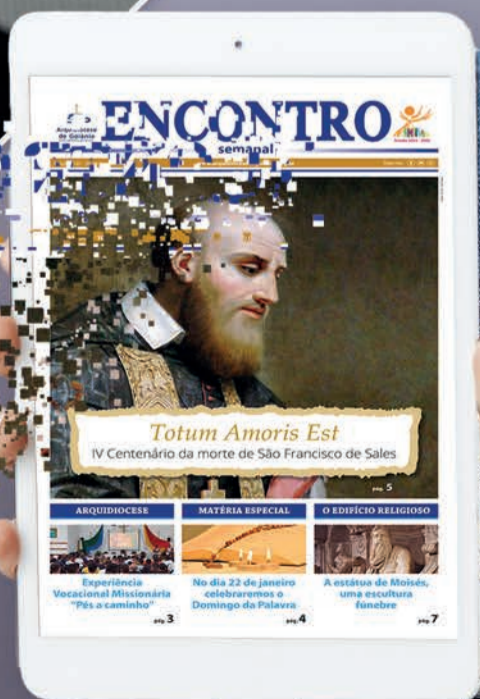 Arquidiocese
de Goiânia
ENCONTRO
semanal
Totum Amoris Est
IV Centenário da morte de São Francisco de Sales
pág. 5
ARQUIDIOCESE
MATÉRIA ESPECIAL
O EDIFÍCIO RELIGIOSO
Experiência
Vocacional Missionária
"Pés a caminho"
pág. 3
No dia 22 de janeiro
celebraremos o
Domingo da Palavra
pág. 4
A estátua de Moisés,
uma escultura
fúnebre
pág. 7